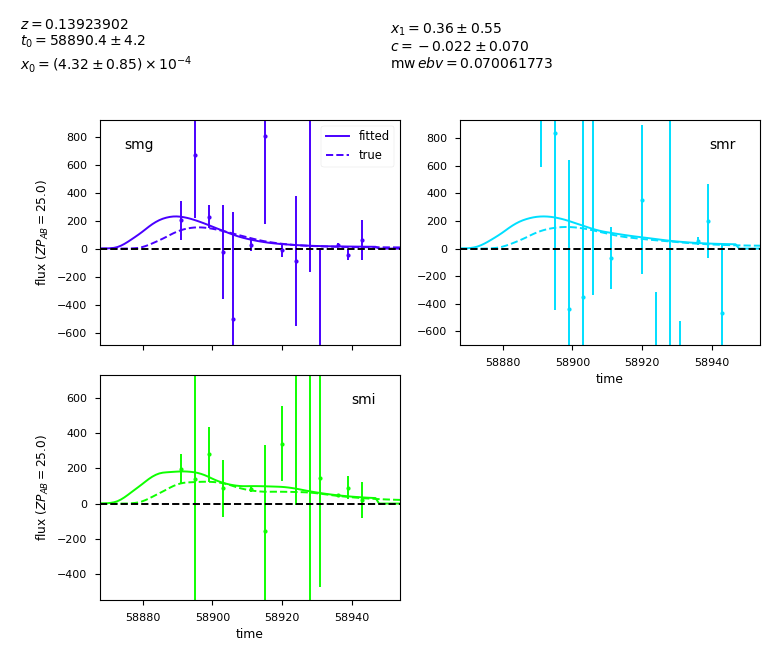 z = 0.13923902
t₀ = 58890.4 ± 4.2
x₀ = (4.32 ± 0.85) × 10⁻⁴
x₁ = 0.36 ± 0.55
c = −0.022 ± 0.070
mw ebv = 0.070061773
smg
fitted
true
800
600
400
200
0
−200
−400
−600
flux (ZP_AB = 25.0)
smr
800
600
400
200
0
−200
−400
−600
58880 58900 58920 58940
time
smi
600
400
200
0
−200
−400
flux (ZP_AB = 25.0)
58880 58900 58920 58940
time